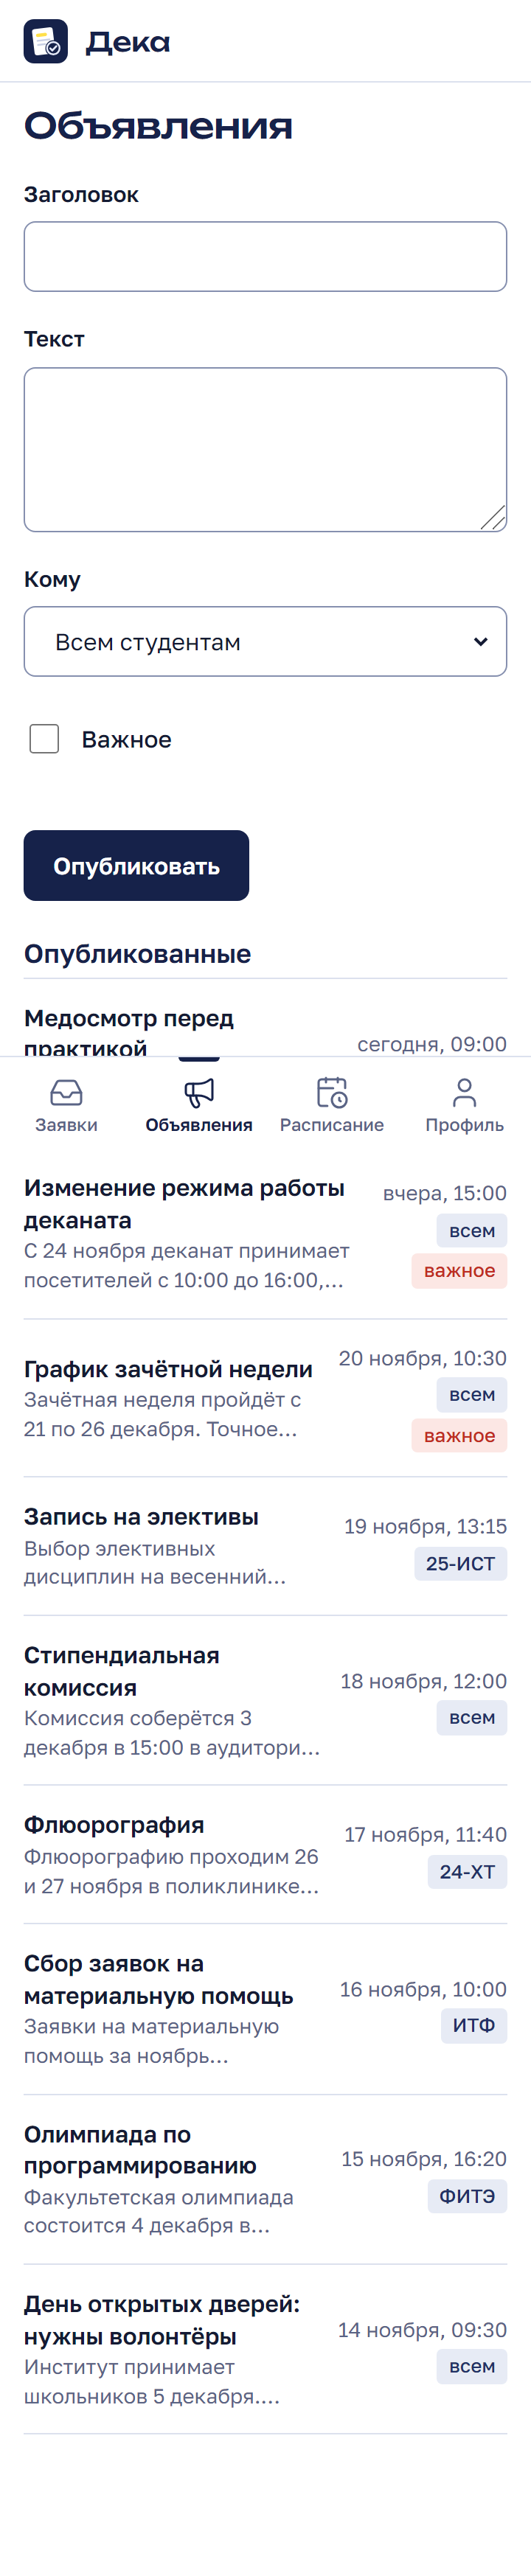 Дека
Объявления
Заголовок
Текст
Кому
Всем студентам
Важное
Опубликовать
Опубликованные
Медосмотр перед
практикой
сегодня, 09:00
Заявки
Объявления
Расписание
Профиль
Изменение режима работы
деканата
С 24 ноября деканат принимает
посетителей с 10:00 до 16:00,...
вчера, 15:00
всем
важное
График зачётной недели
Зачётная неделя пройдёт с
21 по 26 декабря. Точное...
20 ноября, 10:30
всем
важное
Запись на элективы
Выбор элективных
дисциплин на весенний...
19 ноября, 13:15
25-ИСТ
Стипендиальная
комиссия
Комиссия соберётся 3
декабря в 15:00 в аудитори...
18 ноября, 12:00
всем
Флюорография
Флюорографию проходим 26
и 27 ноября в поликлинике...
17 ноября, 11:40
24-ХТ
Сбор заявок на
материальную помощь
Заявки на материальную
помощь за ноябрь...
16 ноября, 10:00
ИТФ
Олимпиада по
программированию
Факультетская олимпиада
состоится 4 декабря в...
15 ноября, 16:20
ФИТЭ
День открытых дверей:
нужны волонтёры
Институт принимает
школьников 5 декабря....
14 ноября, 09:30
всем